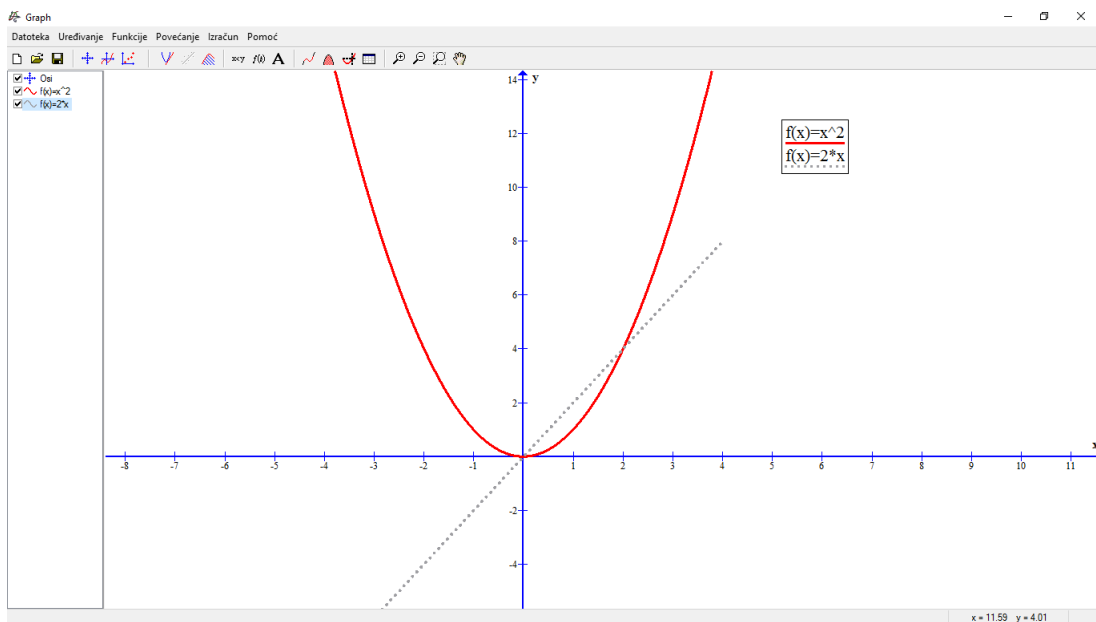 Graph
Datoteka Uređivanje Funkcije Povećanje Izračun Pomoć
x=y f(x) A
Osi
f(x)=x^2
f(x)=2*x
y
14
12
10
8
6
4
2
-2
-4
f(x)=x^2
f(x)=2*x
x
-8 -7 -6 -5 -4 -3 -2 -1 1 2 3 4 5 6 7 8 9 10 11
x = 11.59 y = 4.01